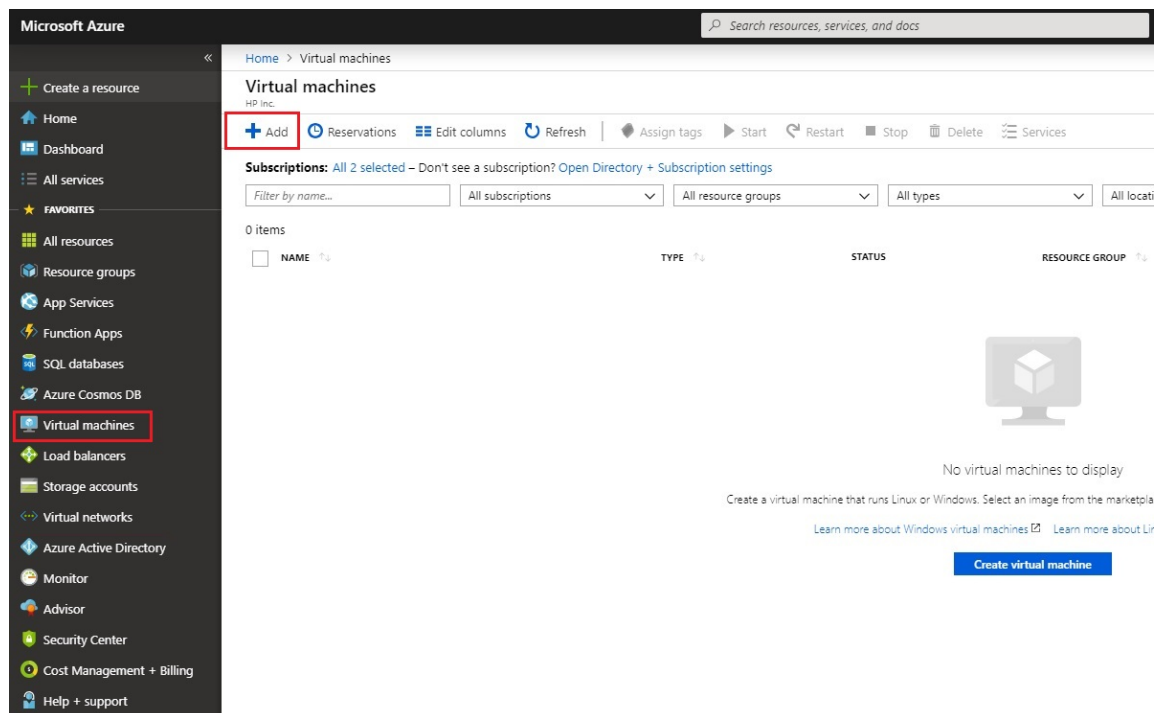 Microsoft Azure
Search resources, services, and docs
«
Home > Virtual machines
Create a resource
Home
Dashboard
All services
FAVORITES
All resources
Resource groups
App Services
Function Apps
SQL databases
Azure Cosmos DB
Virtual machines
Load balancers
Storage accounts
Virtual networks
Azure Active Directory
Monitor
Advisor
Security Center
Cost Management + Billing
Help + support
Virtual machines
HP Inc.
Add Reservations Edit columns Refresh Assign tags Start Restart Stop Delete Services
Subscriptions: All 2 selected – Don't see a subscription? Open Directory + Subscription settings
Filter by name... All subscriptions All resource groups All types All locati
0 items
NAME TYPE STATUS RESOURCE GROUP
No virtual machines to display
Create a virtual machine that runs Linux or Windows. Select an image from the marketpla
Learn more about Windows virtual machines Learn more about Lin
Create virtual machine